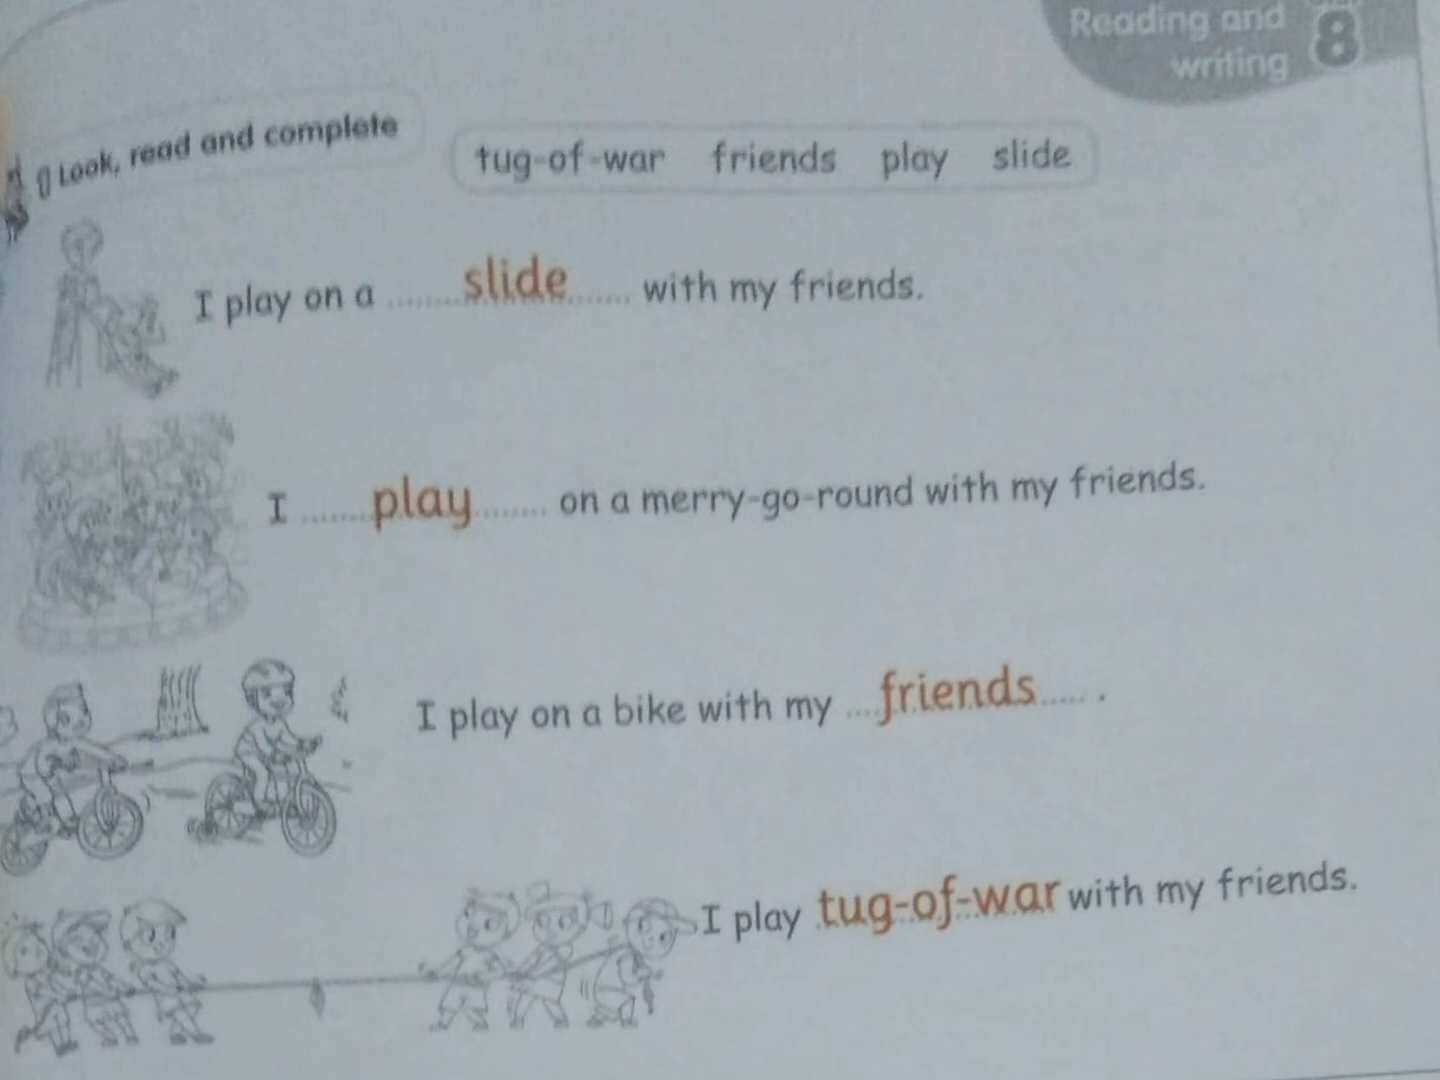 Reading and
writing 8
Look, read and complete
tug-of-war friends play slide
I play on a ........slide........ with my friends.
I ........play........ on a merry-go-round with my friends.
I play on a bike with my ....friends..... .
I play tug-of-war with my friends.